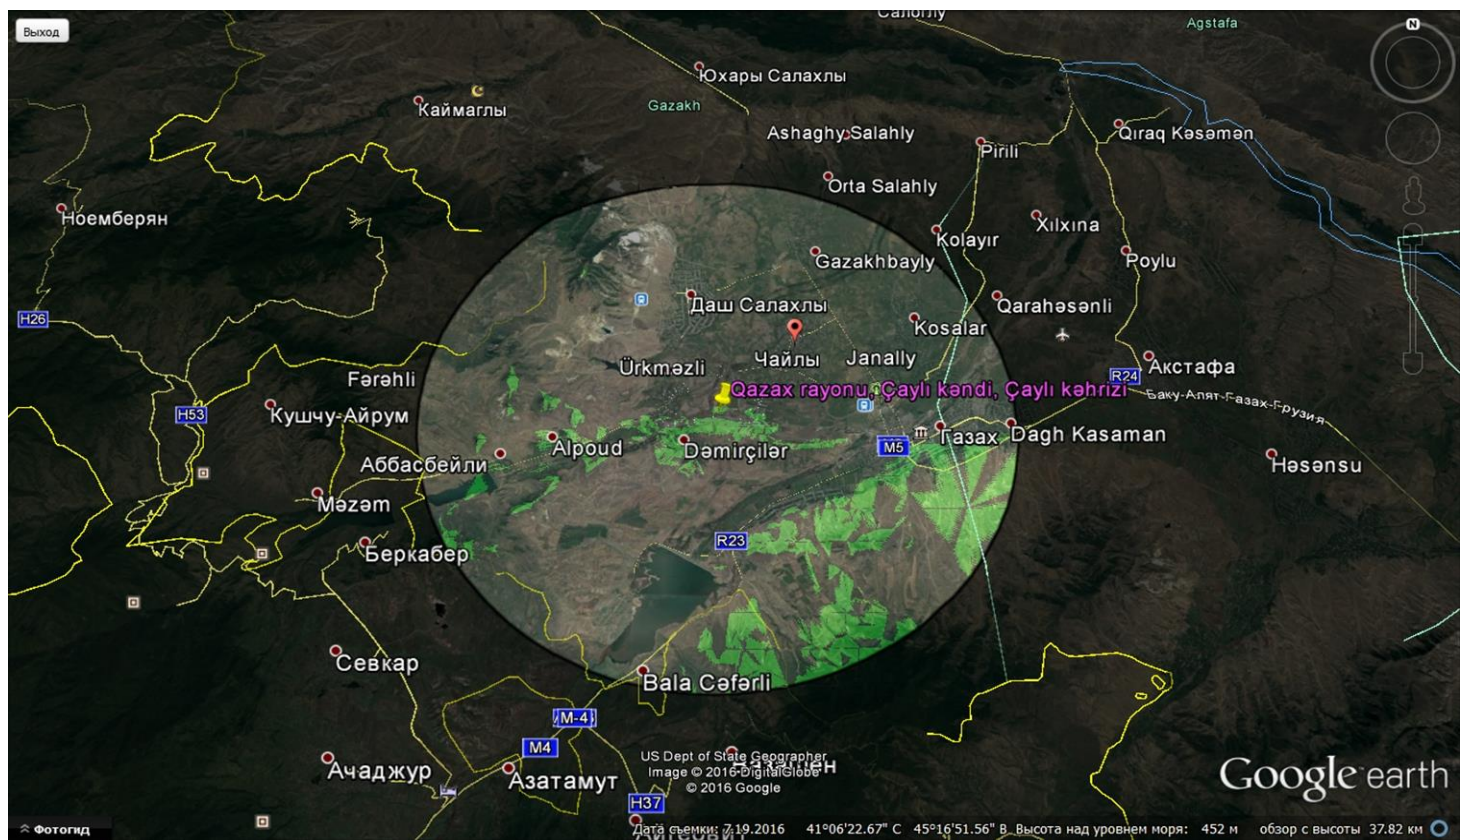 Салоглу
Agstafa
Выход
Юхары Салахлы
Gazakh
Каймаглы
Ashaghy Salahly
Qıraq Kəsəmən
Pirili
Orta Salahly
Ноемберян
Xılxına
Kolayır
Gazakhbayly
Poylu
Даш Салахлы
Qarahəsənli
H26
Kosalar
Чайлы
Janally
Ürkməzli
Акстафа
Fərəhli
R24
Qazax rayonu, Çaylı kəndi, Çaylı kəhrizi
Баку-Алят-Газах-Грузия
H53
Кушчу-Айрум
Газах
Dagh Kasaman
M5
Alpoud
Dəmirçilər
Аббасбейли
Həsənsu
Məzəm
R23
Беркабер
Севкар
Bala Cəfərli
M-4
M4
US Dept of State Geographer
Ачаджур
Image © 2016 DigitalGlobe
Азатамут
© 2016 Google
Google earth
H37
Фотогид
Дата съемки: 7.19.2016 41°06'22.67" С 45°16'51.56" В Высота над уровнем моря: 452 м обзор с высоты 37.82 км